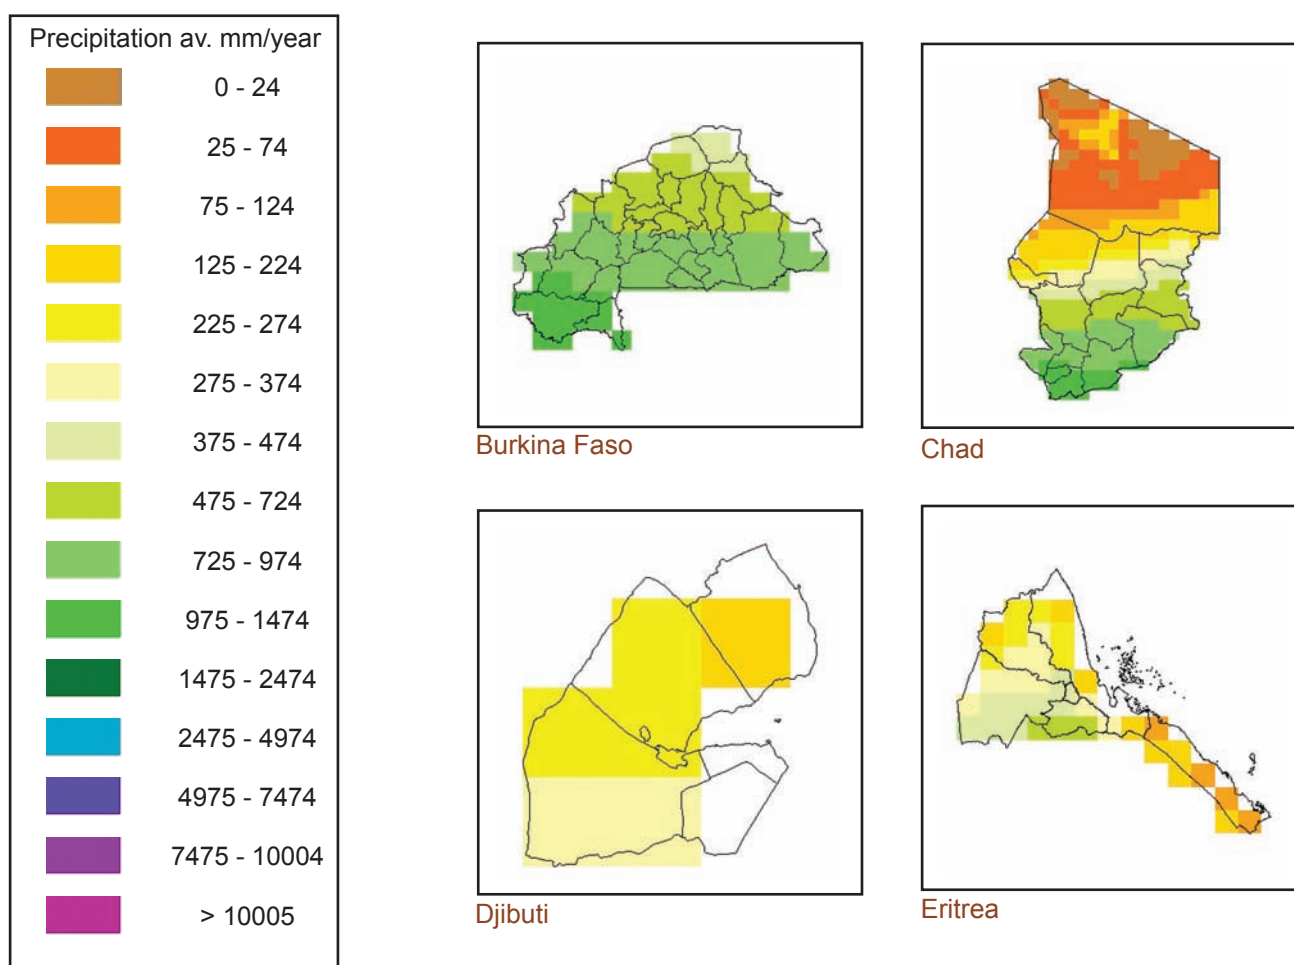 Precipitation av. mm/year
0 - 24
25 - 74
75 - 124
125 - 224
225 - 274
275 - 374
375 - 474
475 - 724
725 - 974
975 - 1474
1475 - 2474
2475 - 4974
4975 - 7474
7475 - 10004
> 10005
Burkina Faso
Chad
Djibuti
Eritrea